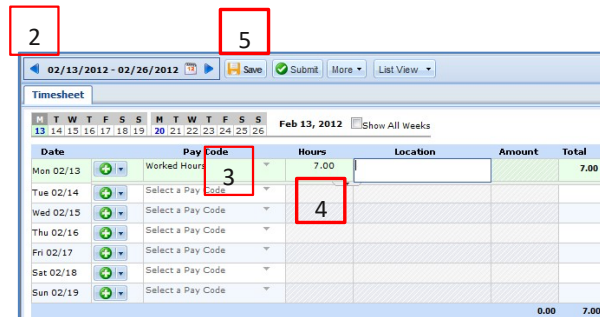 2
5
02/13/2012 - 02/26/2012 Save Submit More List View
Timesheet
M T W T F S S M T W T F S S
13 14 15 16 17 18 19 20 21 22 23 24 25 26 Feb 13, 2012 Show All Weeks
Date Pay Code Hours Location Amount Total
Mon 02/13 Worked Hours 7.00 7.00
3
Tue 02/14 Select a Pay Code
4
Wed 02/15 Select a Pay Code
Thu 02/16 Select a Pay Code
Fri 02/17 Select a Pay Code
Sat 02/18 Select a Pay Code
Sun 02/19 Select a Pay Code
0.00 7.00